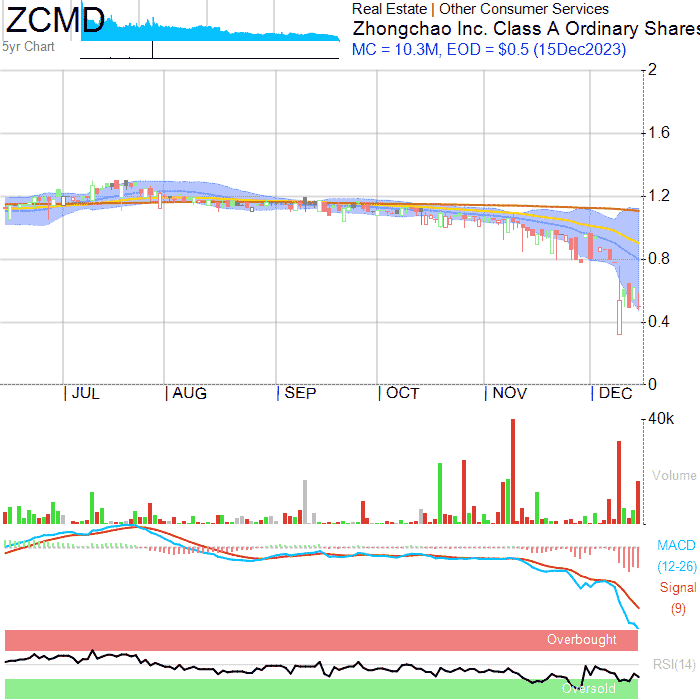 ZCMD
5yr Chart
Real Estate | Other Consumer Services
Zhongchao Inc. Class A Ordinary Shares
MC = 10.3M, EOD = $0.5 (15Dec2023)
2
1.6
1.2
0.8
0.4
0
| JUL | AUG | SEP | OCT | NOV | DEC
40k
Volume
MACD
(12-26)
Signal
(9)
Overbought
RSI(14)
Oversold